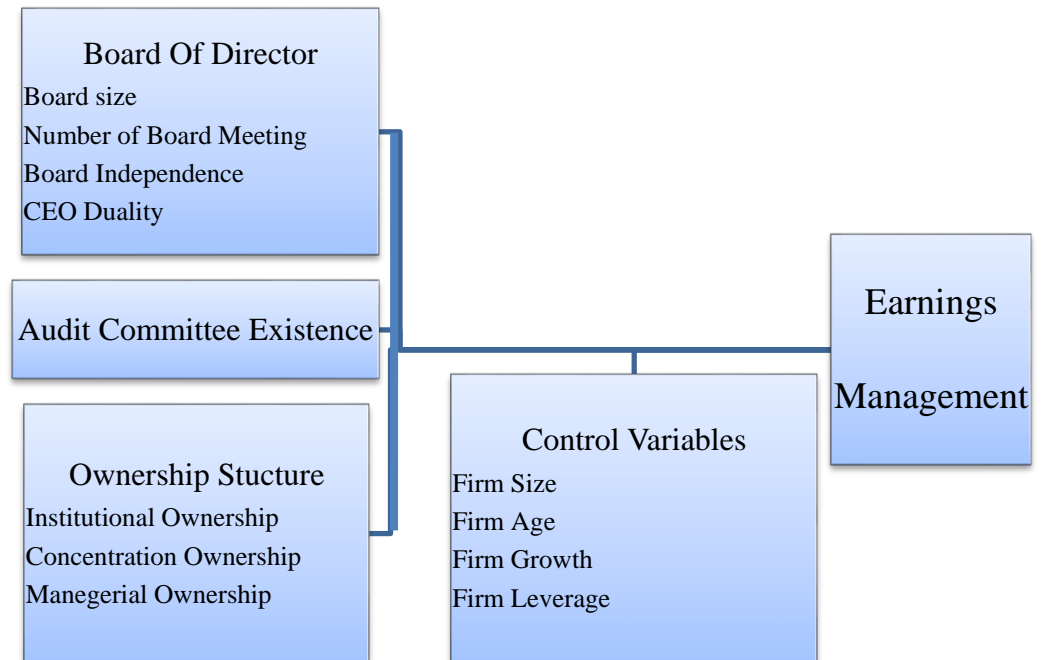 Board Of Director
Board size
Number of Board Meeting
Board Independence
CEO Duality
Audit Committee Existence
Ownership Stucture
Institutional Ownership
Concentration Ownership
Manegerial Ownership
Control Variables
Firm Size
Firm Age
Firm Growth
Firm Leverage
Earnings
Management